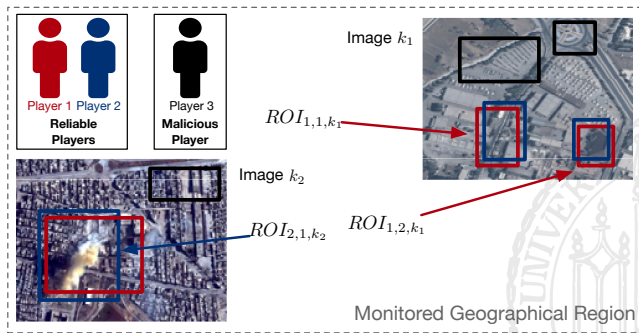 Player 1 Player 2
Reliable
Players
Player 3
Malicious
Player
Image k₁
ROI₁,₁,ₖ₁
Image k₂
ROI₂,₁,ₖ₂
ROI₁,₂,ₖ₁
Monitored Geographical Region
UNIVER